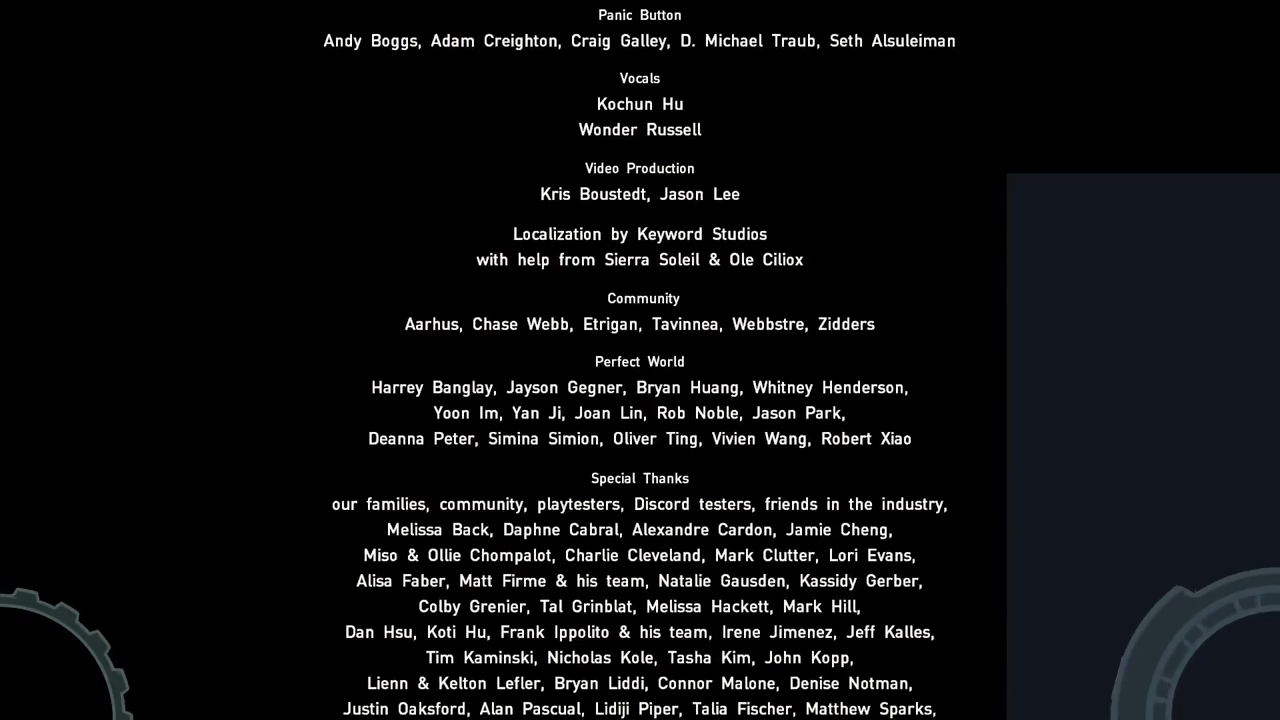 Panic Button
Andy Boggs, Adam Creighton, Craig Galley, D. Michael Traub, Seth Alsuleiman
Vocals
Kochun Hu
Wonder Russell
Video Production
Kris Boustedt, Jason Lee
Localization by Keyword Studios
with help from Sierra Soleil & Ole Ciliox
Community
Aarhus, Chase Webb, Etrigan, Tavinnea, Webbstre, Zidders
Perfect World
Harrey Banglay, Jayson Gegner, Bryan Huang, Whitney Henderson,
Yoon Im, Yan Ji, Joan Lin, Rob Noble, Jason Park,
Deanna Peter, Simina Simion, Oliver Ting, Vivien Wang, Robert Xiao
Special Thanks
our families, community, playtesters, Discord testers, friends in the industry,
Melissa Back, Daphne Cabral, Alexandre Cardon, Jamie Cheng,
Miso & Ollie Chompalot, Charlie Cleveland, Mark Clutter, Lori Evans,
Alisa Faber, Matt Firme & his team, Natalie Gausden, Kassidy Gerber,
Colby Grenier, Tal Grinblat, Melissa Hackett, Mark Hill,
Dan Hsu, Koti Hu, Frank Ippolito & his team, Irene Jimenez, Jeff Kalles,
Tim Kaminski, Nicholas Kole, Tasha Kim, John Kopp,
Lienn & Kelton Lefler, Bryan Liddi, Connor Malone, Denise Notman,
Justin Oaksford, Alan Pascual, Lidiji Piper, Talia Fischer, Matthew Sparks,